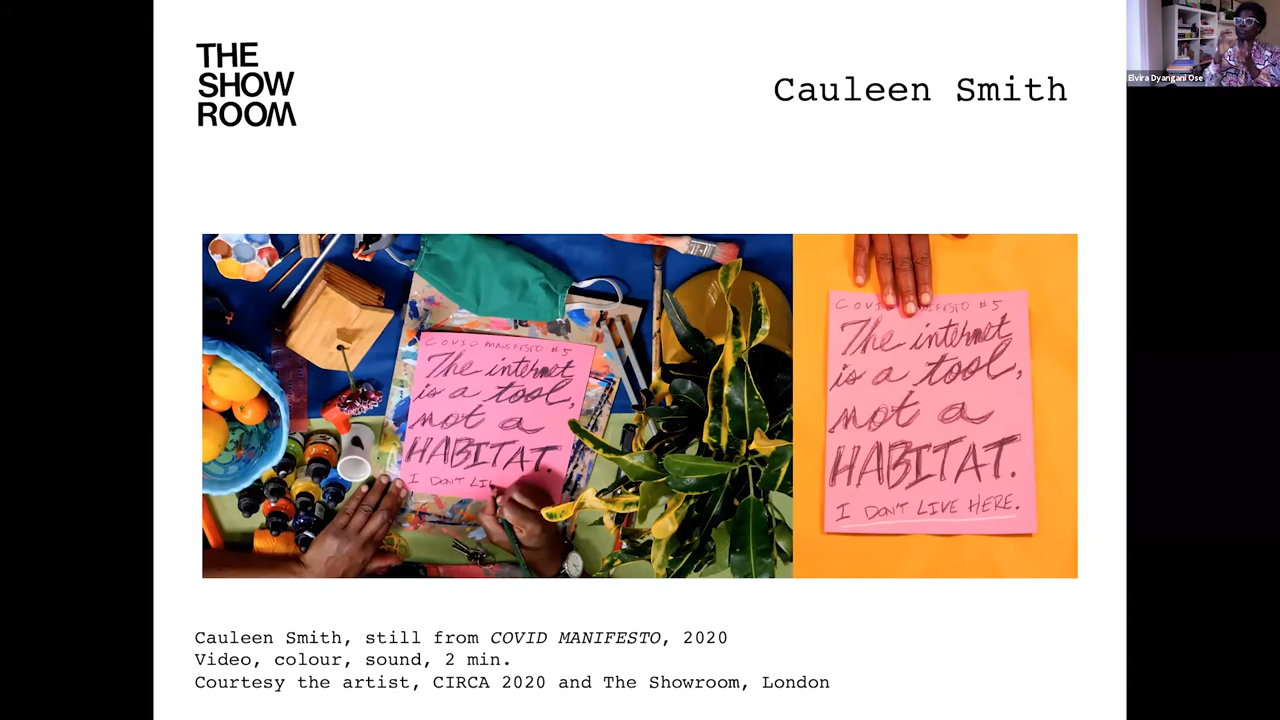 THE
SHOW
ROOM
Cauleen Smith
Elvira Dyangani Ose
COVID MANIFESTO #5
The internet
is a tool,
not a
HABITAT.
I DON'T LI
COVID MANIFESTO #5
The internet
is a tool,
not a
HABITAT.
I DON'T LIVE HERE.
Cauleen Smith, still from COVID MANIFESTO, 2020
Video, colour, sound, 2 min.
Courtesy the artist, CIRCA 2020 and The Showroom, London